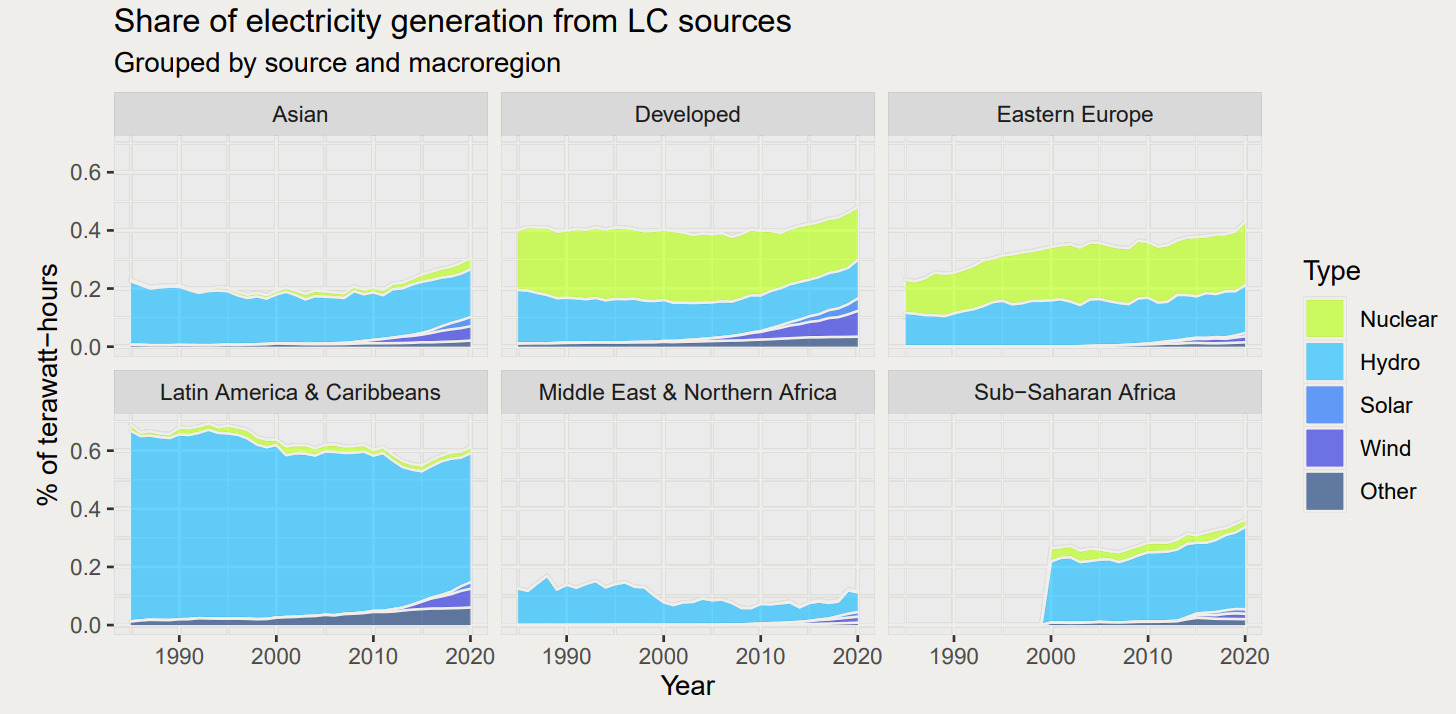 Share of electricity generation from LC sources
Grouped by source and macroregion
Asian
Developed
Eastern Europe
0.6
0.4
0.2
0.0
Latin America & Caribbeans
Middle East & Northern Africa
Sub−Saharan Africa
0.6
0.4
0.2
0.0
% of terawatt−hours
1990 2000 2010 2020
1990 2000 2010 2020
1990 2000 2010 2020
Year
Type
Nuclear
Hydro
Solar
Wind
Other